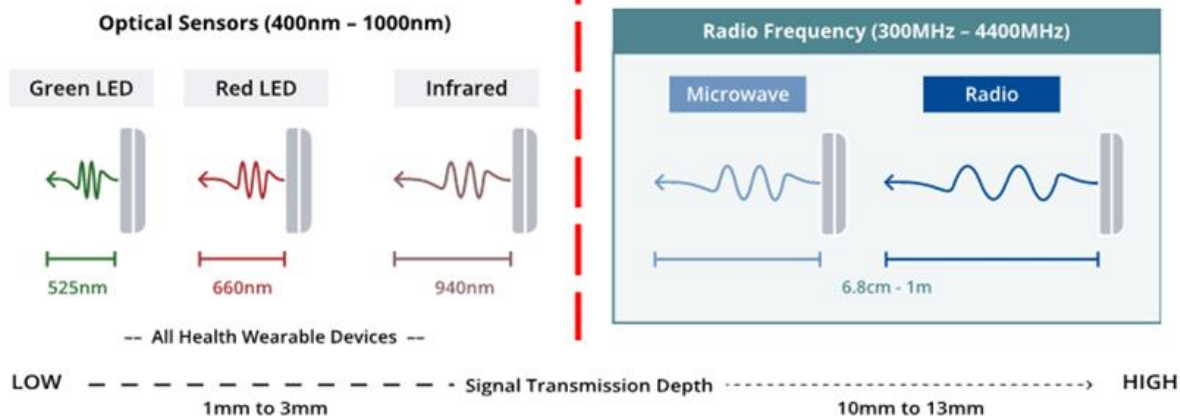 Optical Sensors (400nm – 1000nm)
Radio Frequency (300MHz – 4400MHz)
Green LED
Red LED
Infrared
Microwave
Radio
525nm
660nm
940nm
6.8cm - 1m
-- All Health Wearable Devices --
LOW
Signal Transmission Depth
HIGH
1mm to 3mm
10mm to 13mm